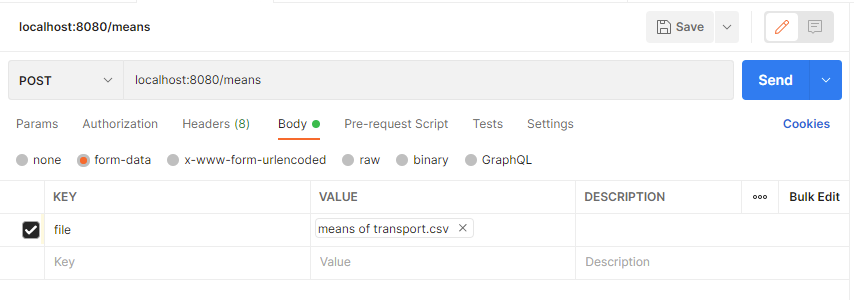 localhost:8080/means Save
POST localhost:8080/means Send
Params Authorization Headers (8) Body Pre-request Script Tests Settings Cookies
none form-data x-www-form-urlencoded raw binary GraphQL
KEY VALUE DESCRIPTION Bulk Edit
file means of transport.csv
Key Value Description